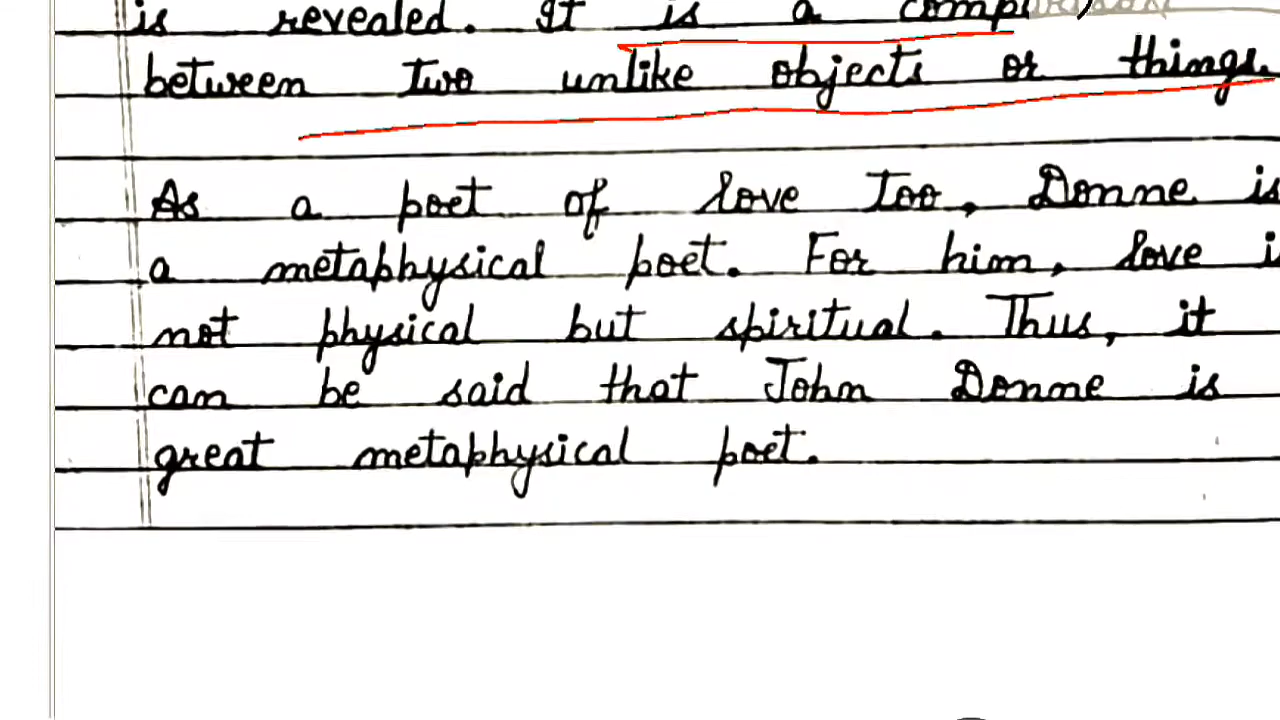 is revealed. It is a comp
between two unlike objects or things.
As a poet of love too, Donne is
a metaphysical poet. For him, love i
not physical but spiritual. Thus, it
can be said that John Donne is
great metaphysical poet.